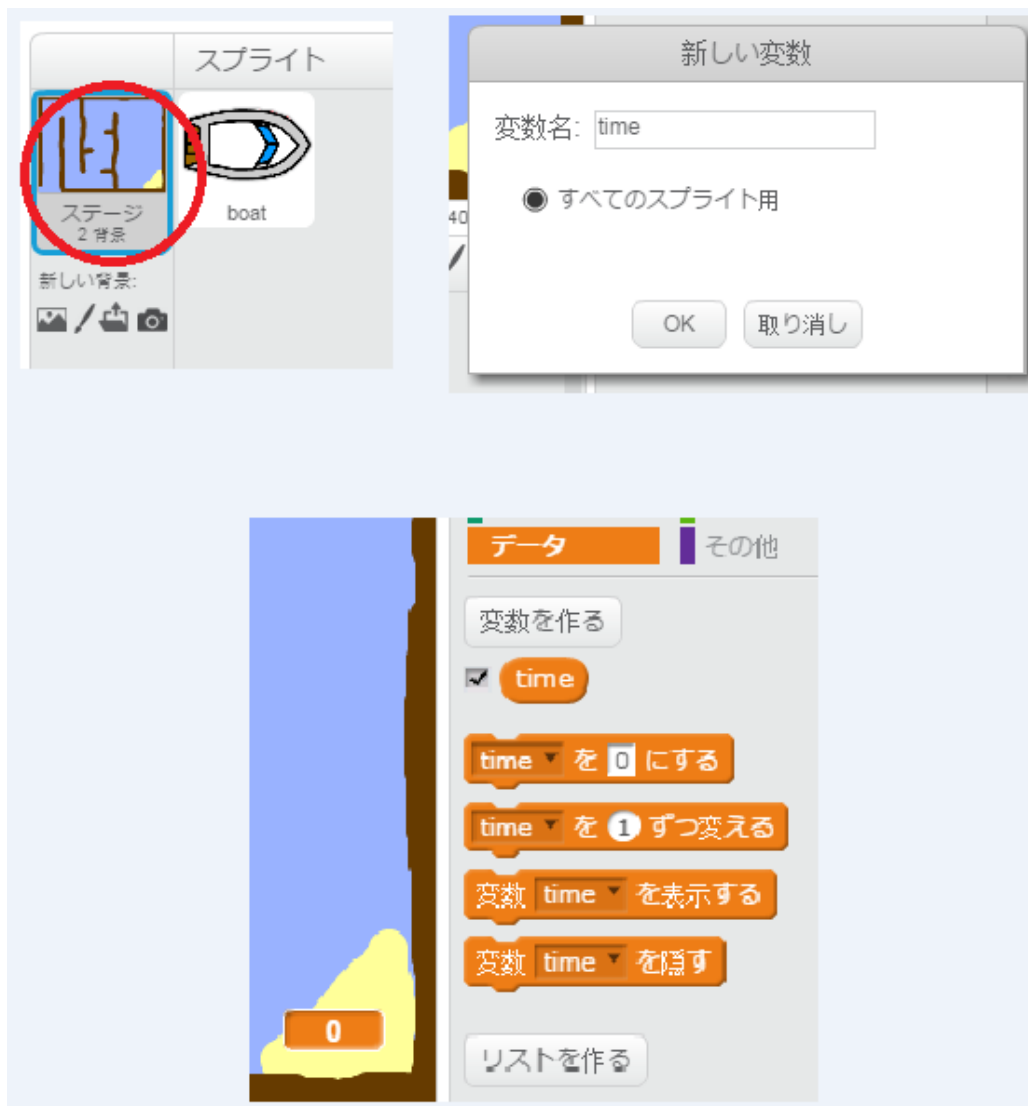 スプライト
ステージ
2 背景
boat
新しい背景:
新しい変数
変数名: time
すべてのスプライト用
40
OK 取り消し
データ その他
変数を作る
time
time を 0 にする
time を 1 ずつ変える
変数 time を表示する
変数 time を隠す
0
リストを作る